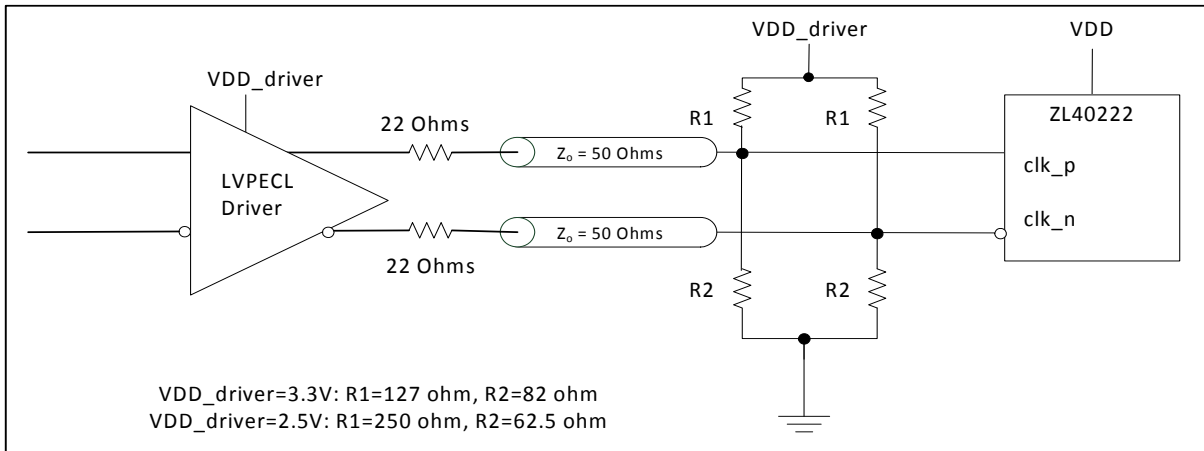 VDD_driver
VDD
VDD_driver
22 Ohms
R1
R1
ZL40222
Zo = 50 Ohms
clk_p
LVPECL
Driver
clk_n
Zo = 50 Ohms
22 Ohms
R2
R2
VDD_driver=3.3V: R1=127 ohm, R2=82 ohm
VDD_driver=2.5V: R1=250 ohm, R2=62.5 ohm